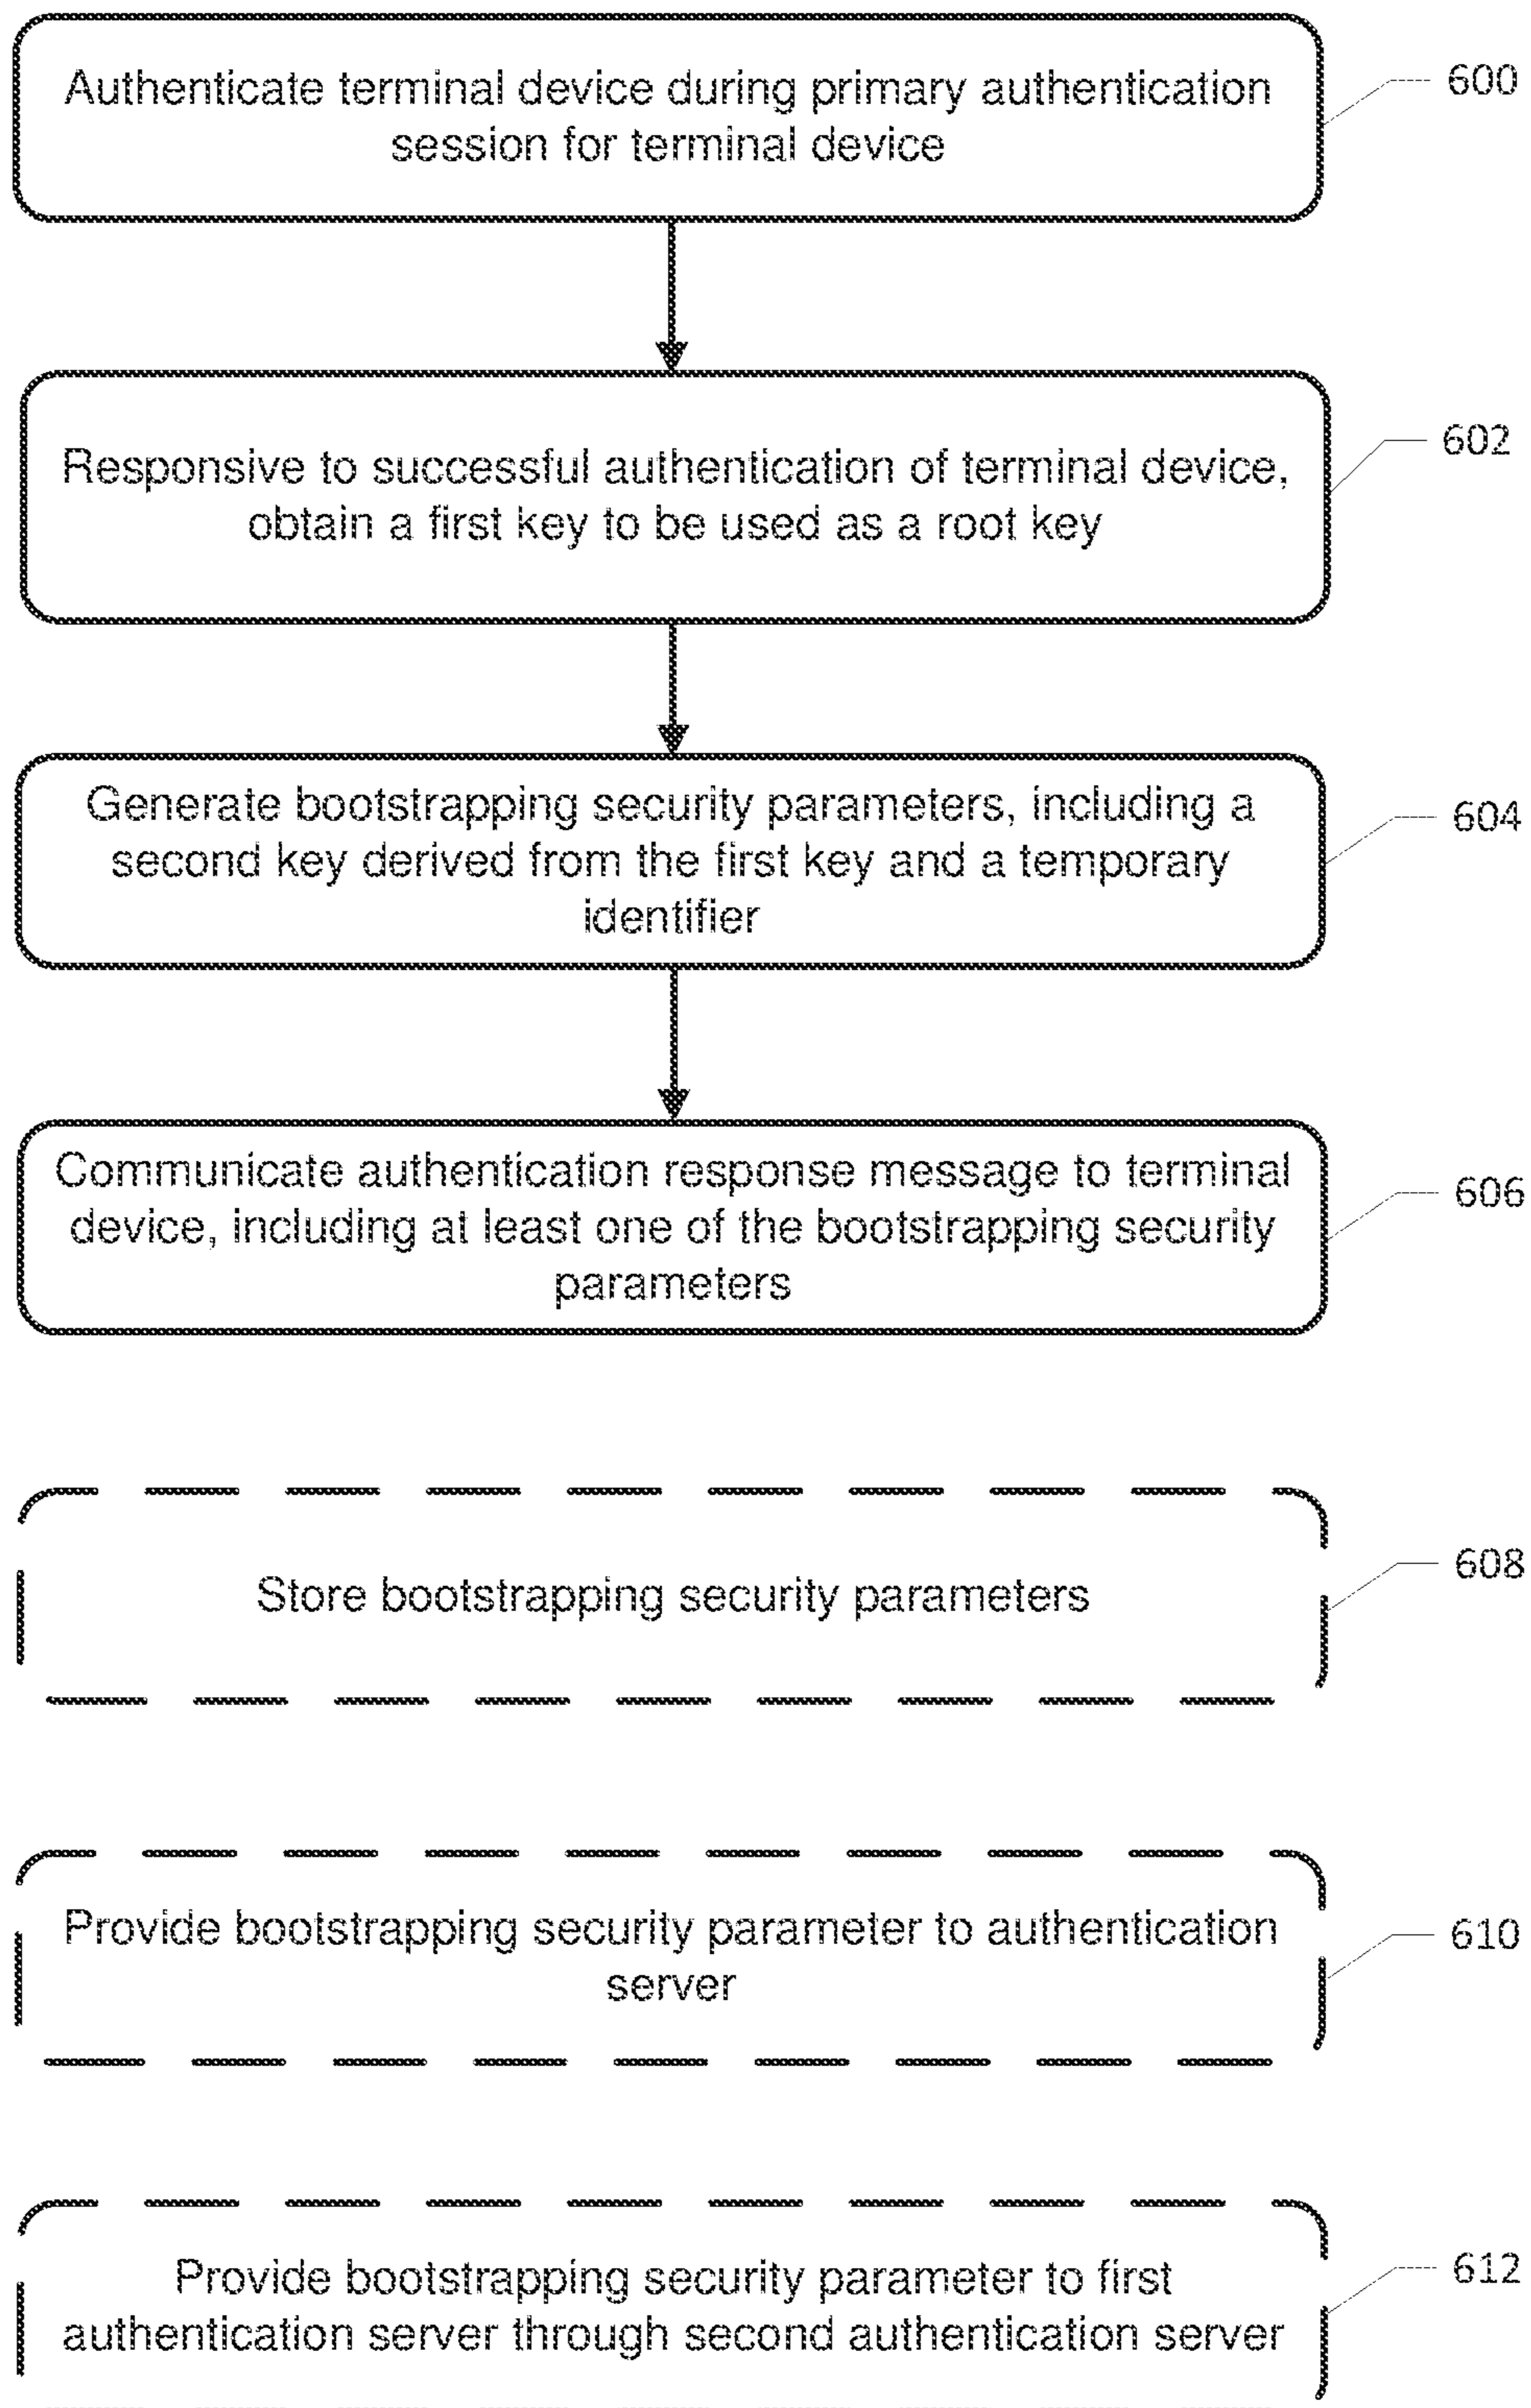 Authenticate terminal device during primary authentication
session for terminal device
600
Responsive to successful authentication of terminal device,
obtain a first key to be used as a root key
602
Generate bootstrapping security parameters, including a
second key derived from the first key and a temporary
identifier
604
Communicate authentication response message to terminal
device, including at least one of the bootstrapping security
parameters
606
Store bootstrapping security parameters
608
Provide bootstrapping security parameter to authentication
server
610
Provide bootstrapping security parameter to first
authentication server through second authentication server
612